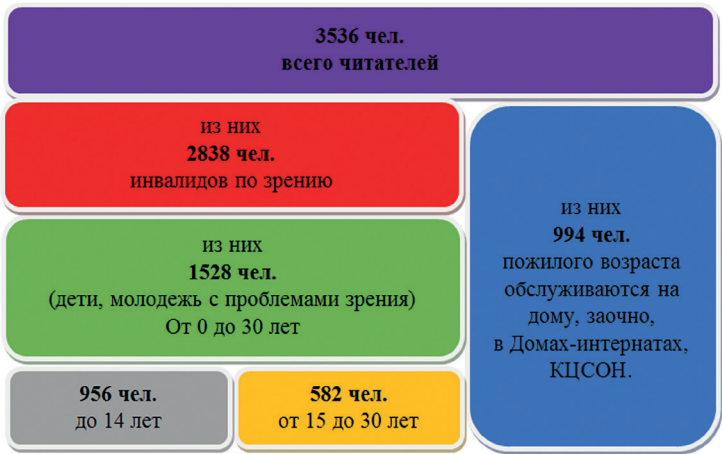 3536 чел.
всего читателей
из них
2838 чел.
инвалидов по зрению
из них
1528 чел.
(дети, молодежь с проблемами зрения)
От 0 до 30 лет
956 чел.
до 14 лет
582 чел.
от 15 до 30 лет
из них
994 чел.
пожилого возраста
обслуживаются на
дому, заочно,
в Домах-интернатах,
КЦСОН.